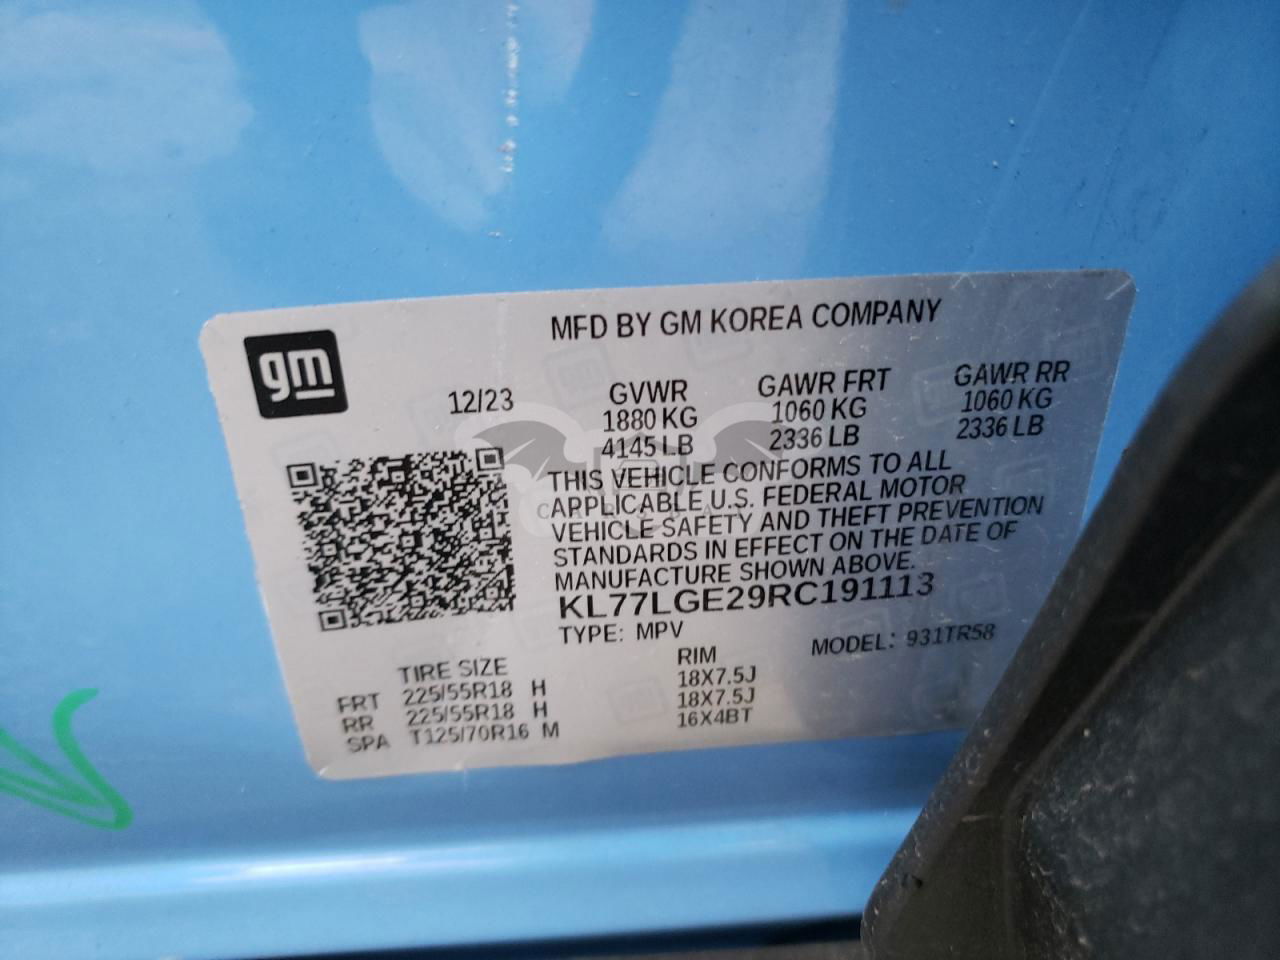 gm
MFD BY GM KOREA COMPANY
12/23
GVWR
1880 KG
4145 LB
GAWR FRT
1060 KG
2336 LB
GAWR RR
1060 KG
2336 LB
THIS VEHICLE CONFORMS TO ALL
APPLICABLE U.S. FEDERAL MOTOR
VEHICLE SAFETY AND THEFT PREVENTION
STANDARDS IN EFFECT ON THE DATE OF
MANUFACTURE SHOWN ABOVE.
KL77LGE29RC191113
TYPE: MPV
MODEL: 931TR58
TIRE SIZE
RIM
FRT 225/55R18 H 18X7.5J
RR 225/55R18 H 18X7.5J
SPA T125/70R16 M 16X4BT